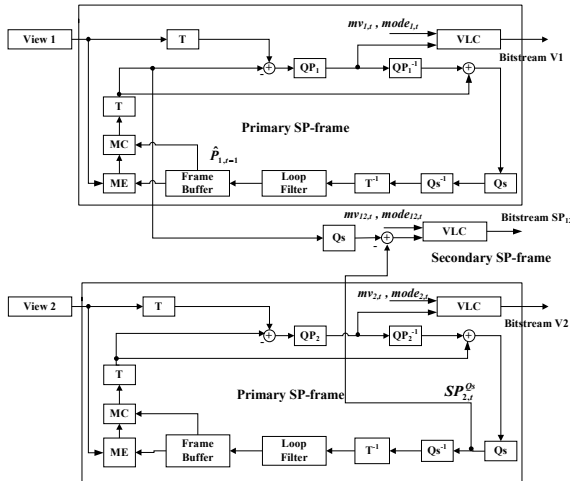 mv1,t , mode1,t
View 1
T
-
QP1
QP1-1
VLC
Bitstream V1
T
Primary SP-frame
MC
P̂1,t−1
ME
Frame Buffer
Loop Filter
T-1
Qs-1
Qs
mv12,t , mode12,t
Bitstream SP12
Qs
-
VLC
Secondary SP-frame
View 2
T
mv2,t , mode2,t
VLC
-
QP2
QP2-1
Bitstream V2
T
Primary SP-frame
SP2,tQs
MC
ME
Frame Buffer
Loop Filter
T-1
Qs-1
Qs